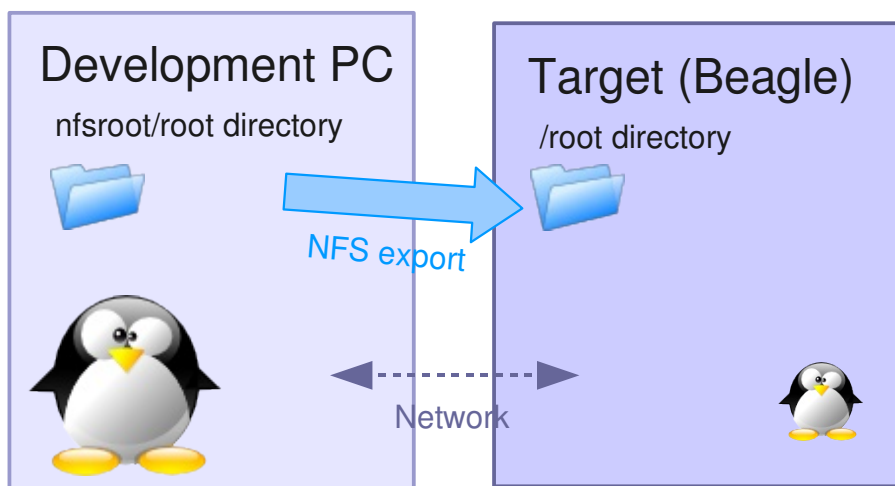 Development PC
nfsroot/root directory
Target (Beagle)
/root directory
NFS export
Network